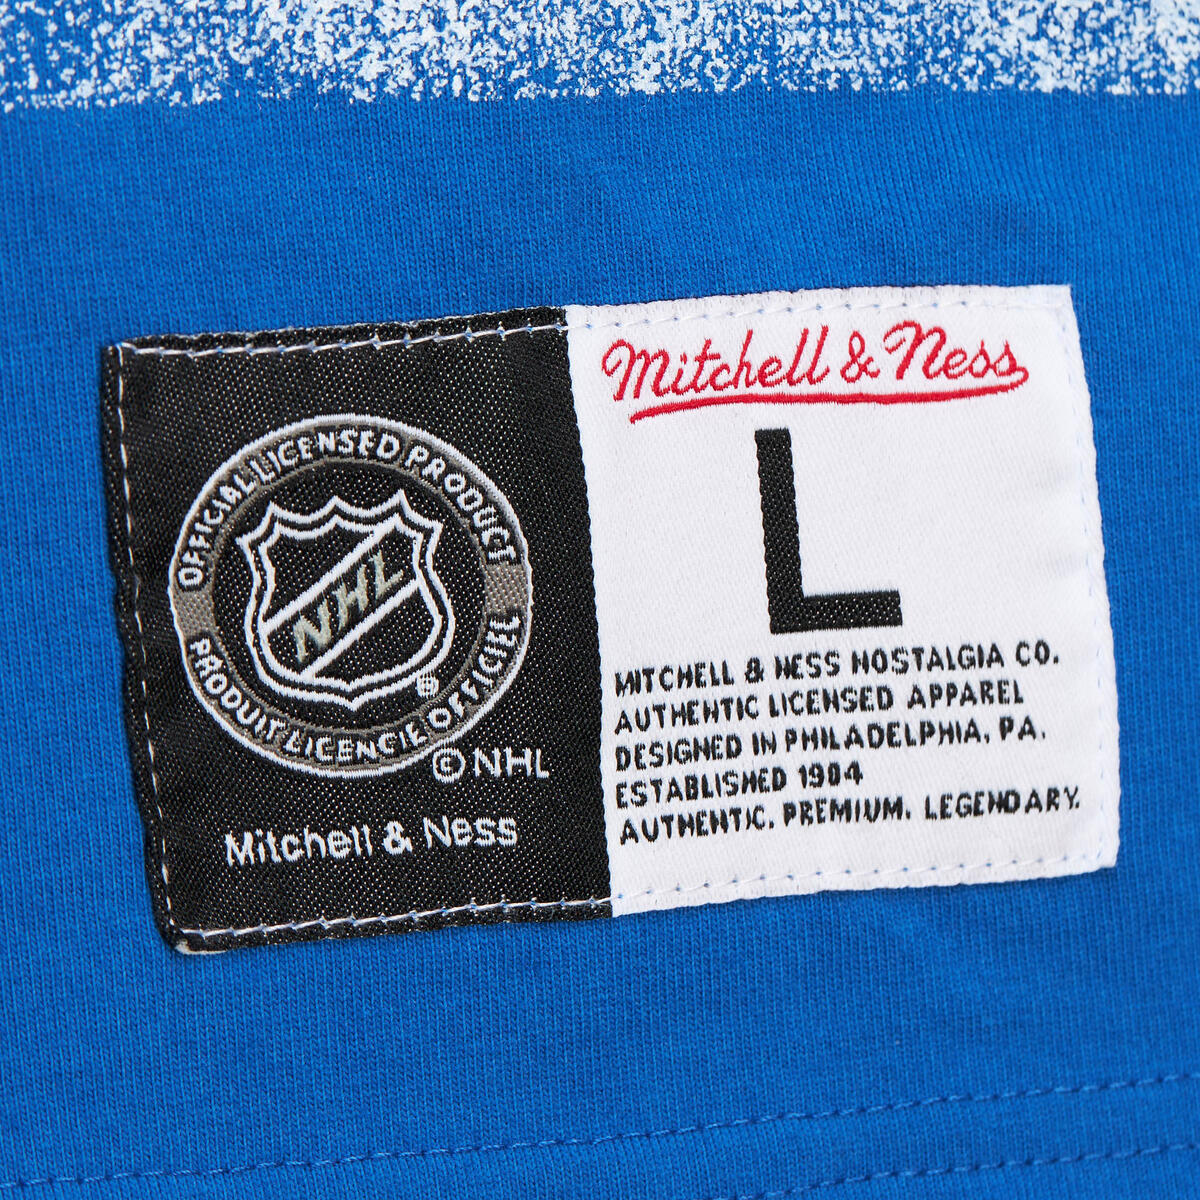 OFFICIAL LICENSED PRODUCT
NHL
PRODUIT LICENCIE OFFICIEL
© NHL
Mitchell & Ness
Mitchell & Ness
L
MITCHELL & NESS NOSTALGIA CO.
AUTHENTIC LICENSED APPAREL
DESIGNED IN PHILADELPHIA, PA.
ESTABLISHED 1904
AUTHENTIC. PREMIUM. LEGENDARY.